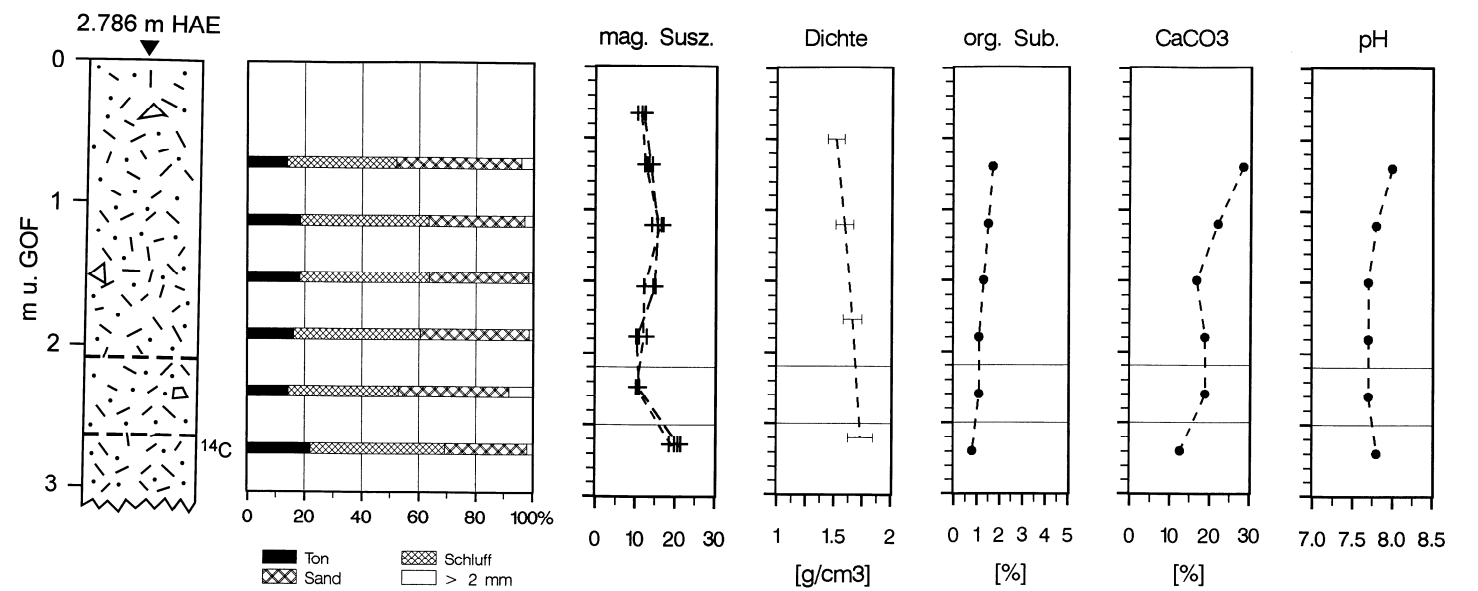 2.786 m HAE
mag. Susz.
Dichte
org. Sub.
CaCO3
pH
0
1
2
3
m u. GOF
14C
0 20 40 60 80 100%
0 10 20 30
1 1.5 2
0 1 2 3 4 5
0 10 20 30
7.0 7.5 8.0 8.5
[g/cm3]
[%]
[%]
Ton
Schluff
Sand
> 2 mm